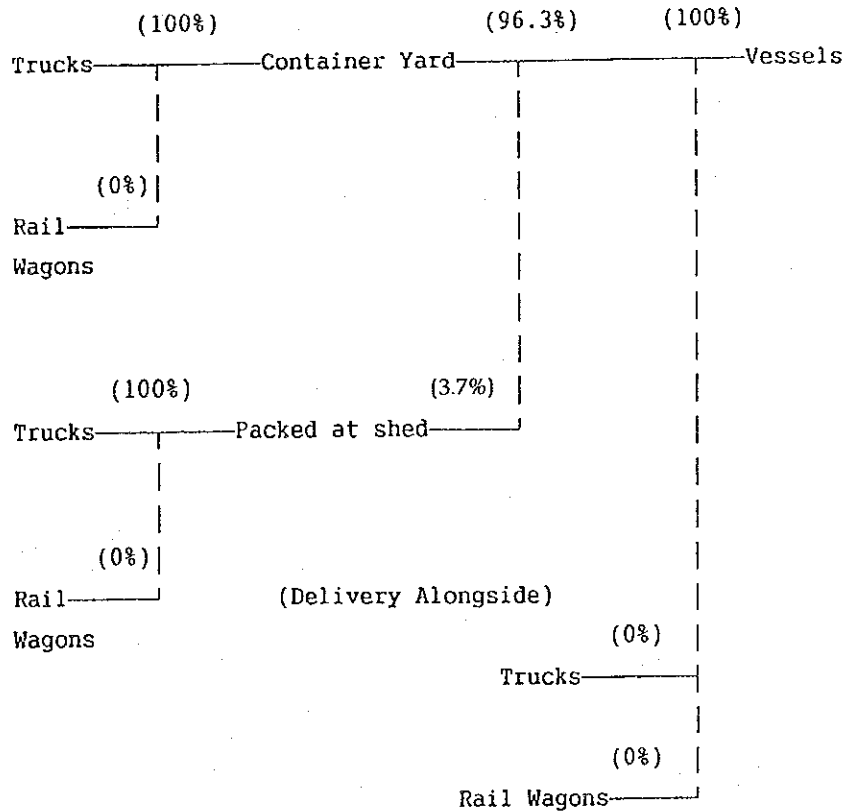 (100%) (96.3%) (100%)
Trucks Container Yard Vessels
(0%)
Rail
Wagons
(100%) (3.7%)
Trucks Packed at shed
(0%)
Rail (Delivery Alongside)
Wagons
(0%)
Trucks
(0%)
Rail Wagons